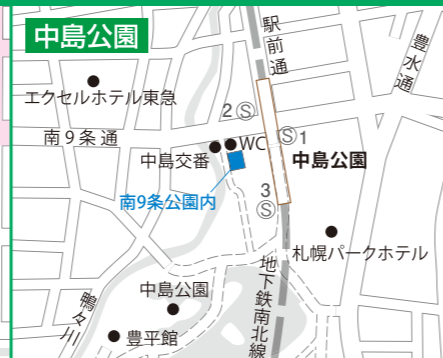 中島公園
駅前通
豊水通
エクセルホテル東急
2 Ⓢ
南9条通
WC
Ⓢ 1
中島交番
中島公園
南9条公園内
3
Ⓢ
札幌パークホテル
地下鉄南北線
中島公園
鴨々川
豊平館